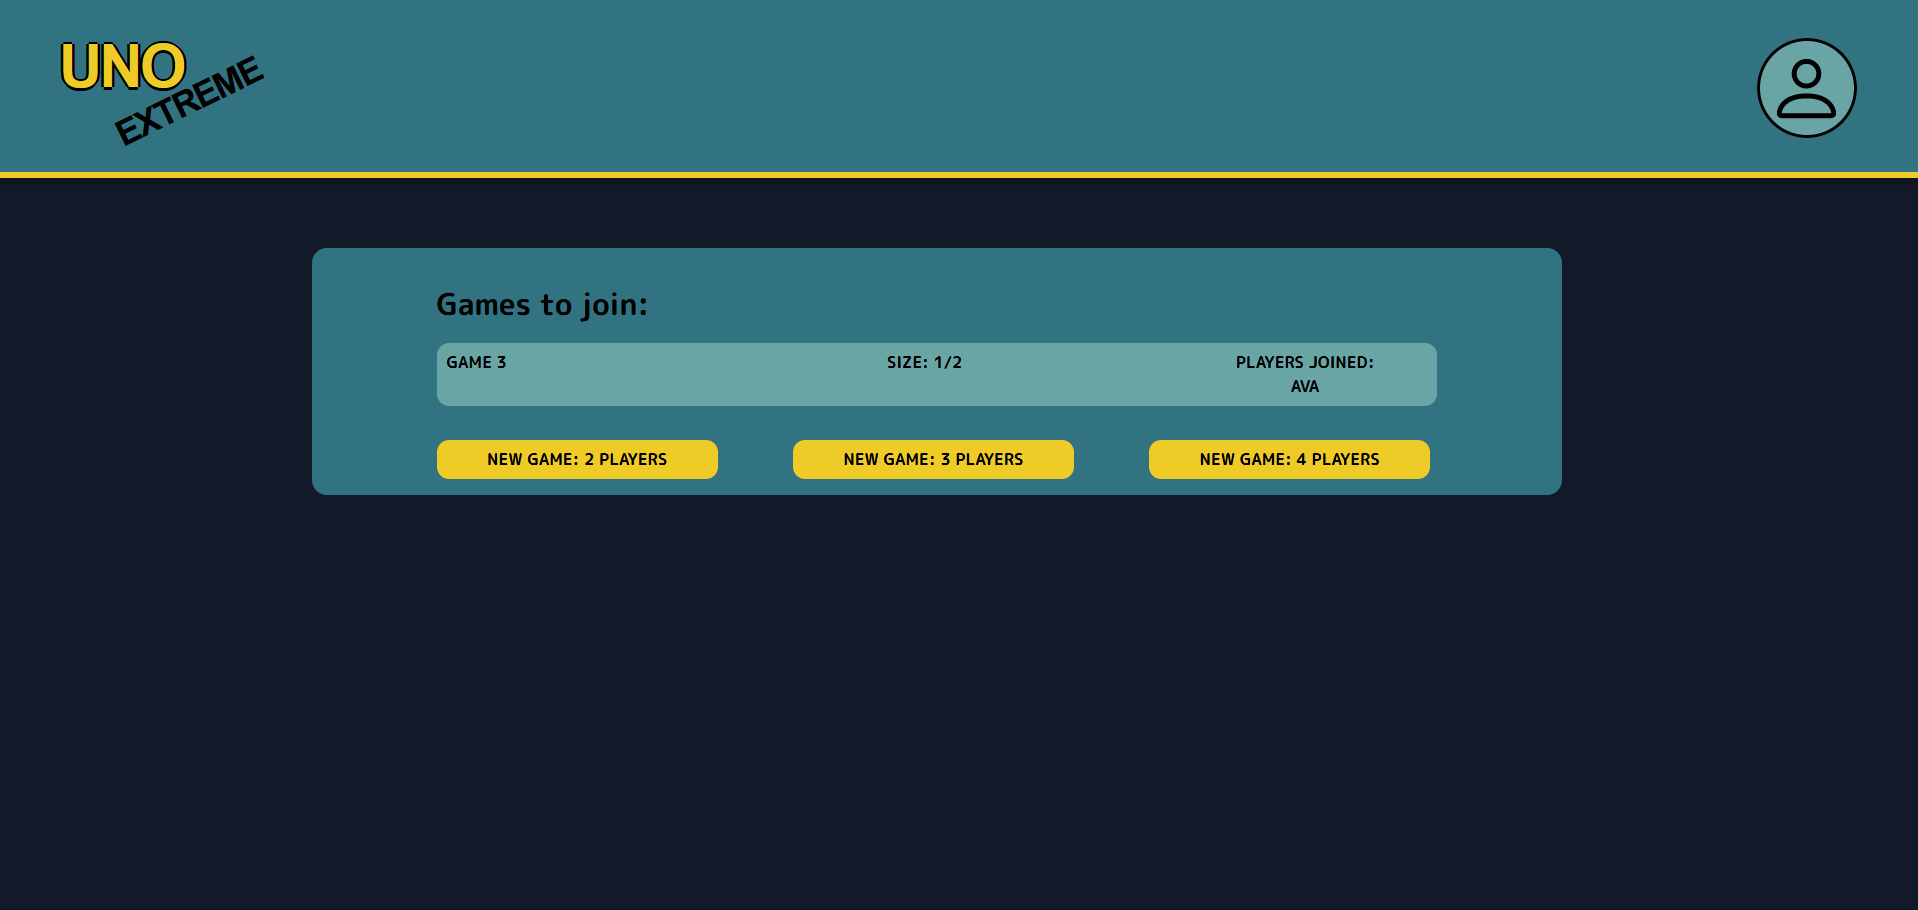 UNO
EXTREME
Games to join:
GAME 3 SIZE: 1/2 PLAYERS JOINED:
AVA
NEW GAME: 2 PLAYERS NEW GAME: 3 PLAYERS NEW GAME: 4 PLAYERS